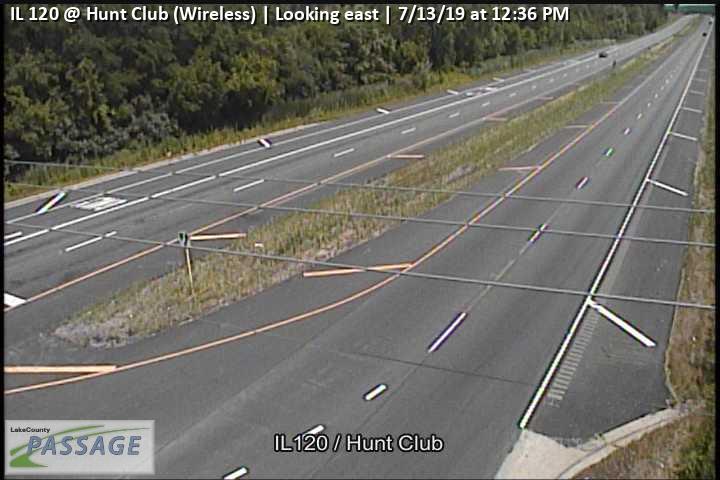 IL 120 @ Hunt Club (Wireless) | Looking east | 7/13/19 at 12:36 PM
IL120 / Hunt Club
LakeCounty
PASSAGE